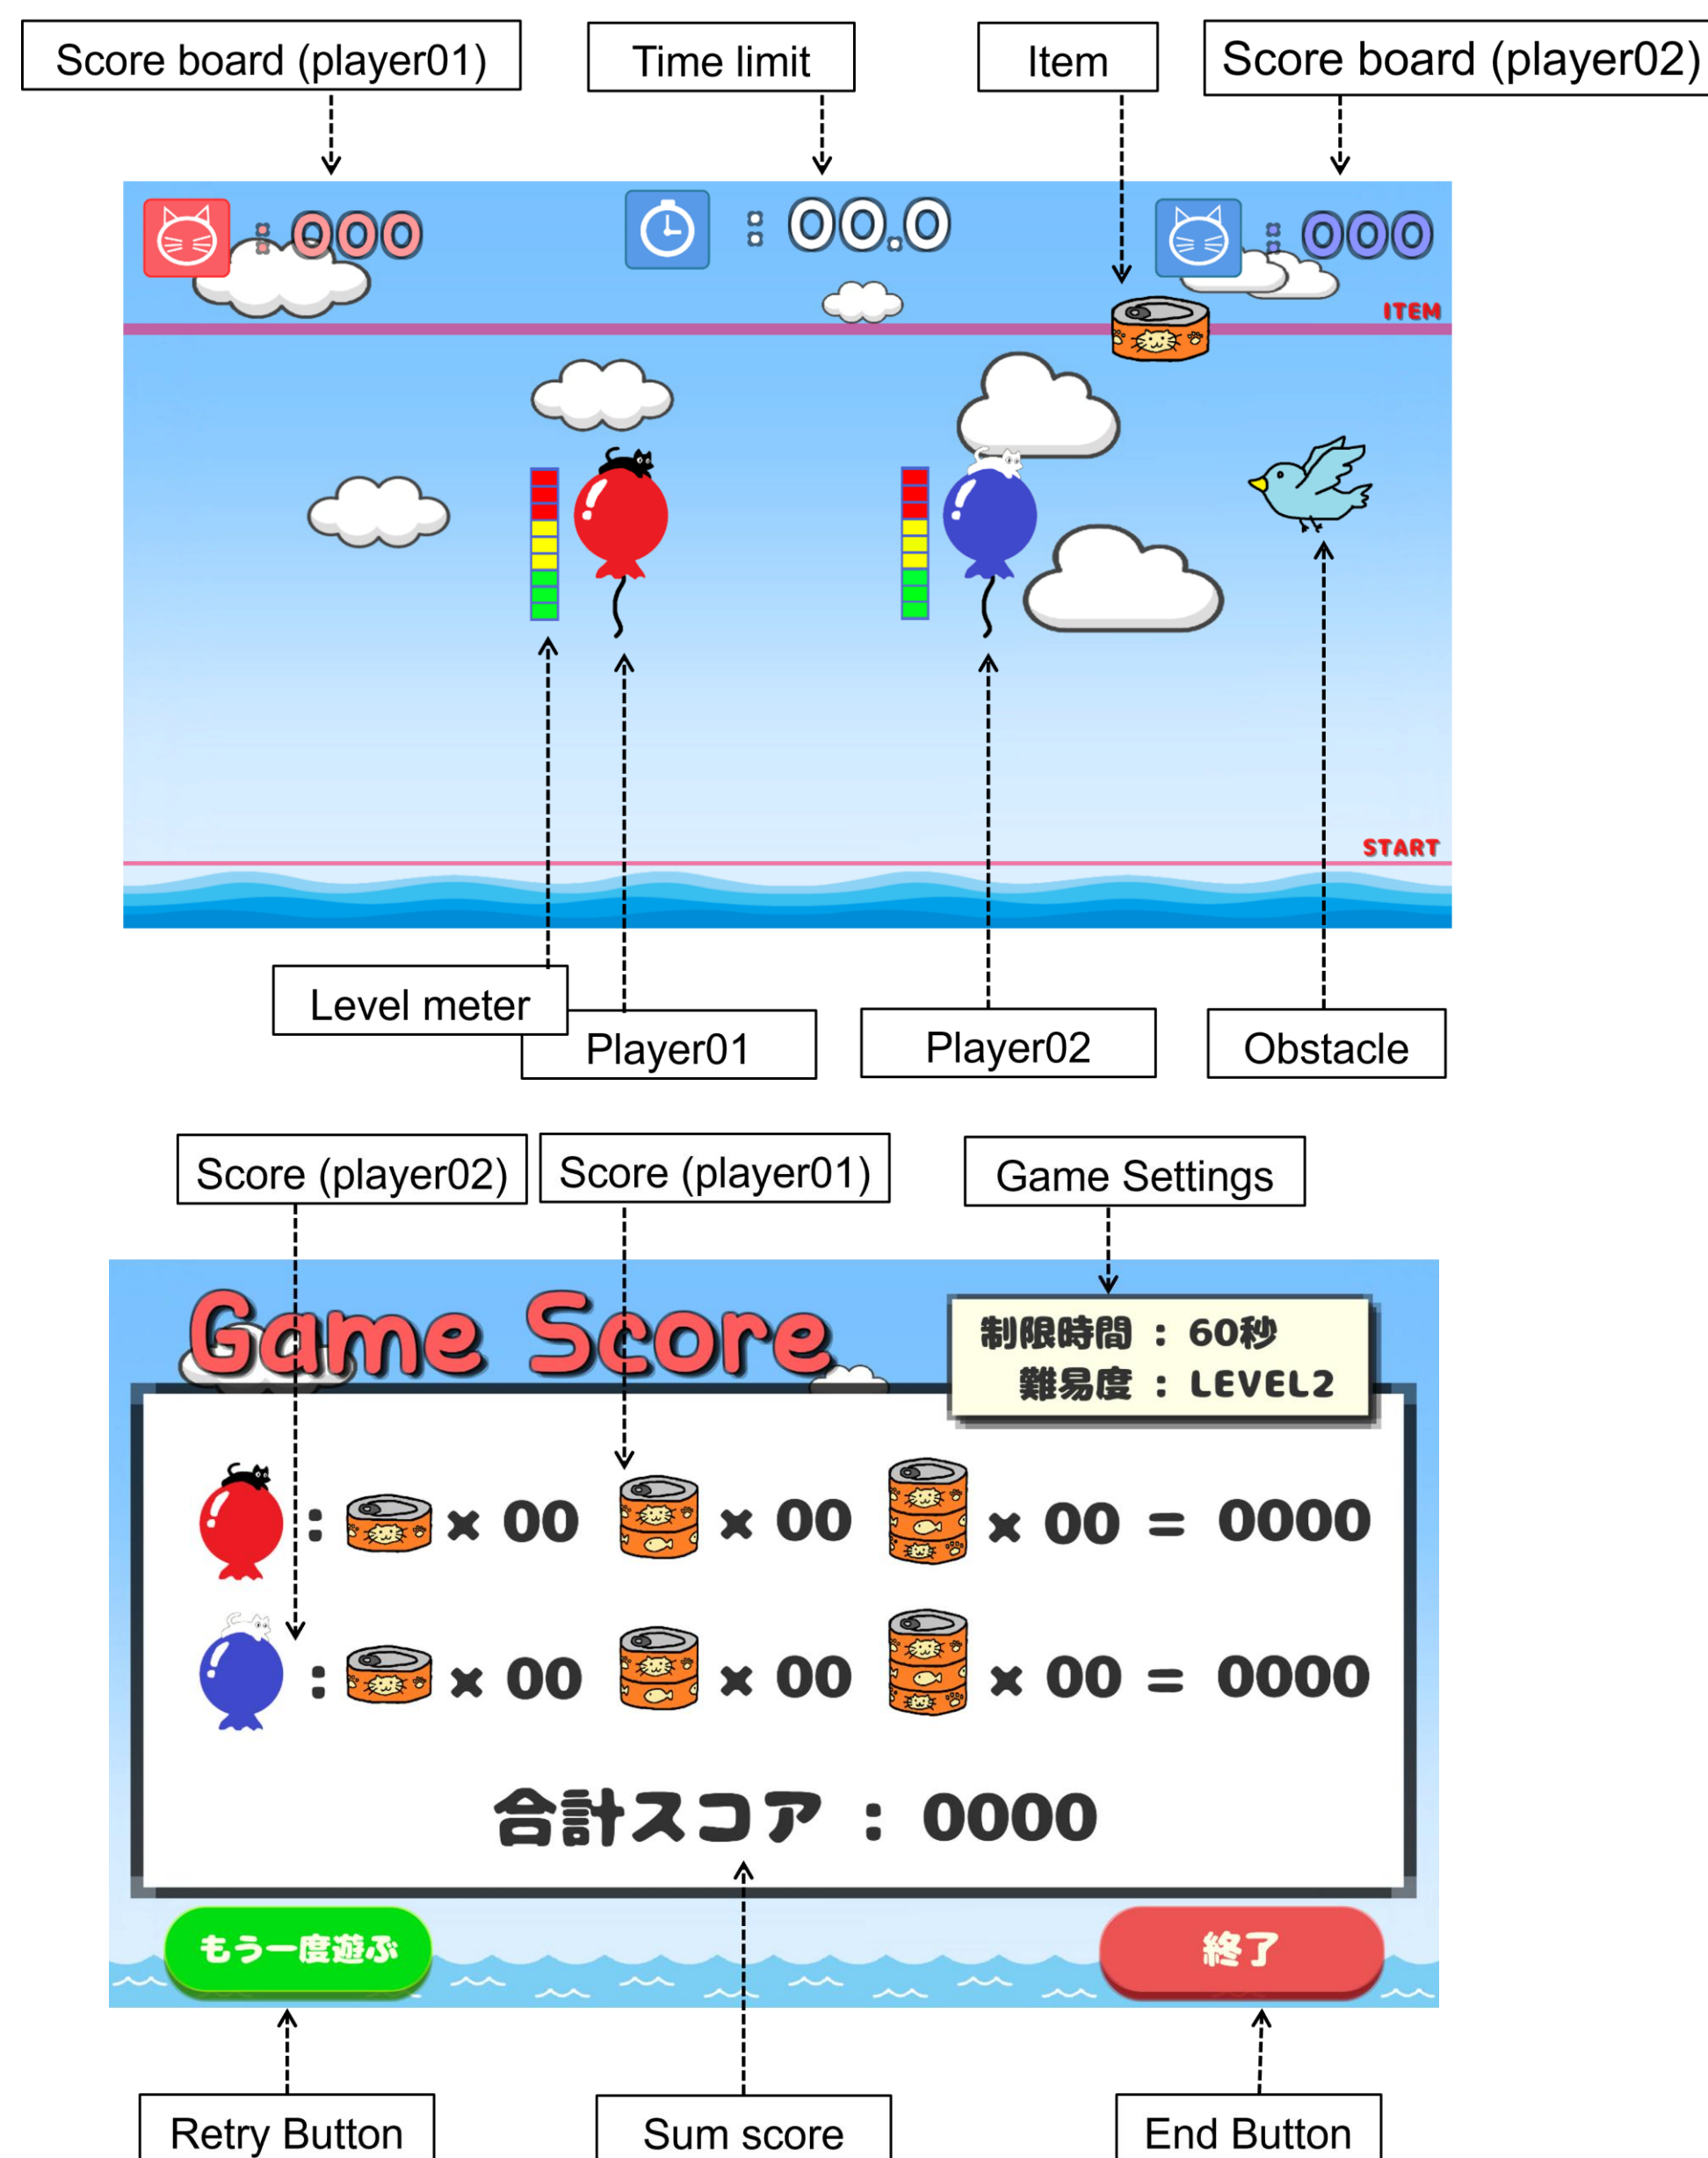 Score board (player01)
Time limit
Item
Score board (player02)
: 000
: 00.0
: 000
ITEM
START
Level meter
Player01
Player02
Obstacle
Score (player02)
Score (player01)
Game Settings
Game Score
制限時間 : 60秒
難易度 : LEVEL2
: × 00 × 00 × 00 = 0000
: × 00 × 00 × 00 = 0000
合計スコア : 0000
もう一度遊ぶ
終了
Retry Button
Sum score
End Button